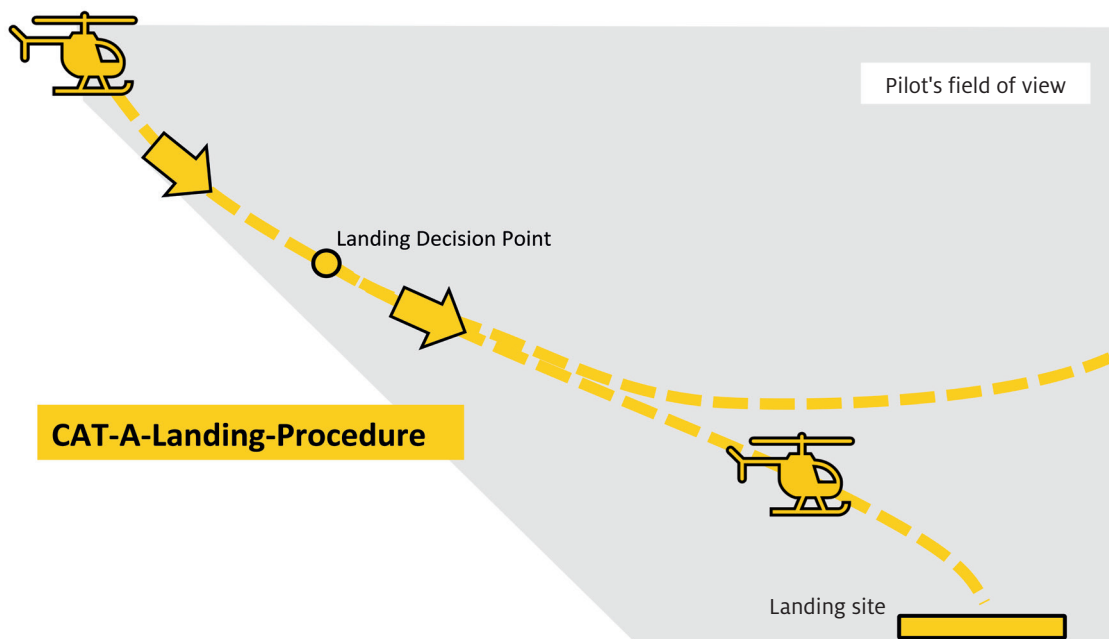 Pilot's field of view
Landing Decision Point
CAT-A-Landing-Procedure
Landing site